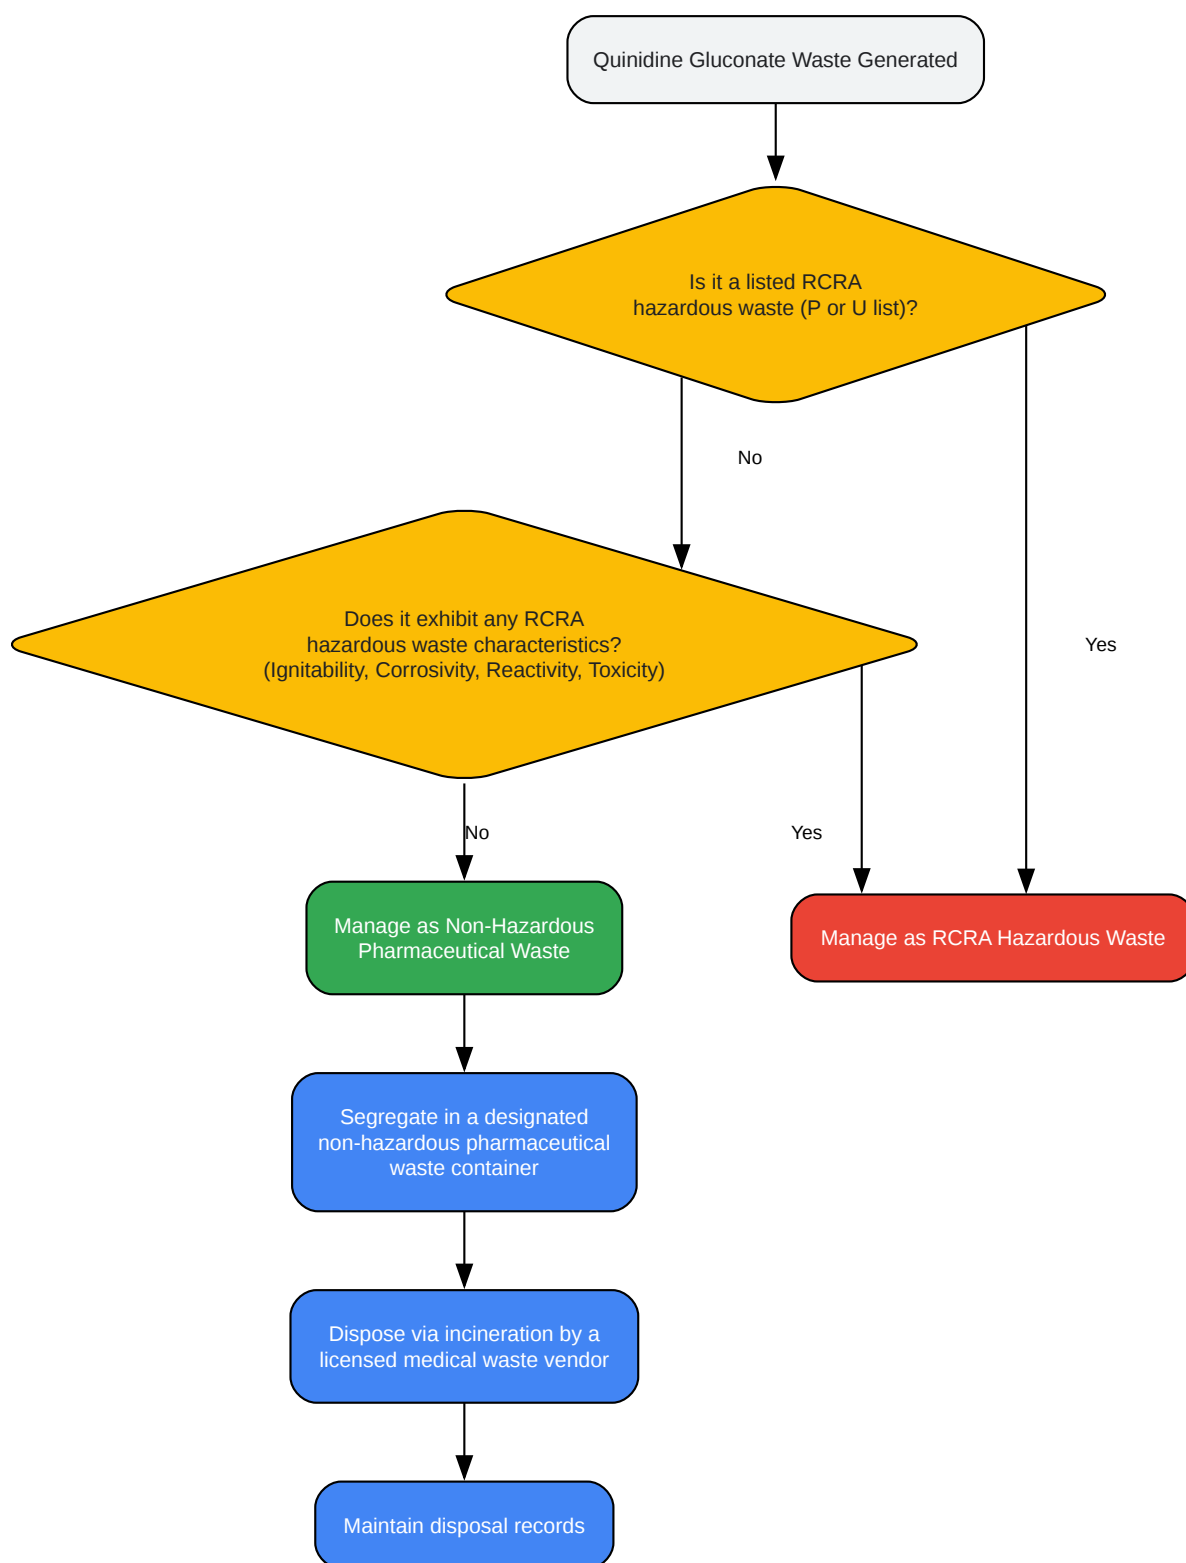 Quinidine Gluconate Waste Generated
Is it a listed RCRA
hazardous waste (P or U list)?
No
Does it exhibit any RCRA
hazardous waste characteristics?
(Ignitability, Corrosivity, Reactivity, Toxicity)
Yes
No
Yes
Manage as Non-Hazardous
Pharmaceutical Waste
Manage as RCRA Hazardous Waste
Segregate in a designated
non-hazardous pharmaceutical
waste container
Dispose via incineration by a
licensed medical waste vendor
Maintain disposal records